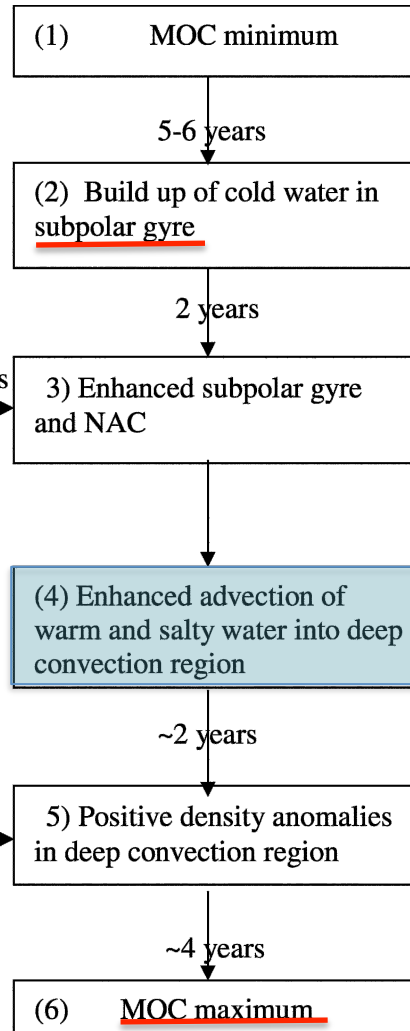 (1) MOC minimum
5-6 years
(2) Build up of cold water in
subpolar gyre
2 years
3) Enhanced subpolar gyre
and NAC
(4) Enhanced advection of
warm and salty water into deep
convection region
~2 years
5) Positive density anomalies
in deep convection region
~4 years
(6) MOC maximum